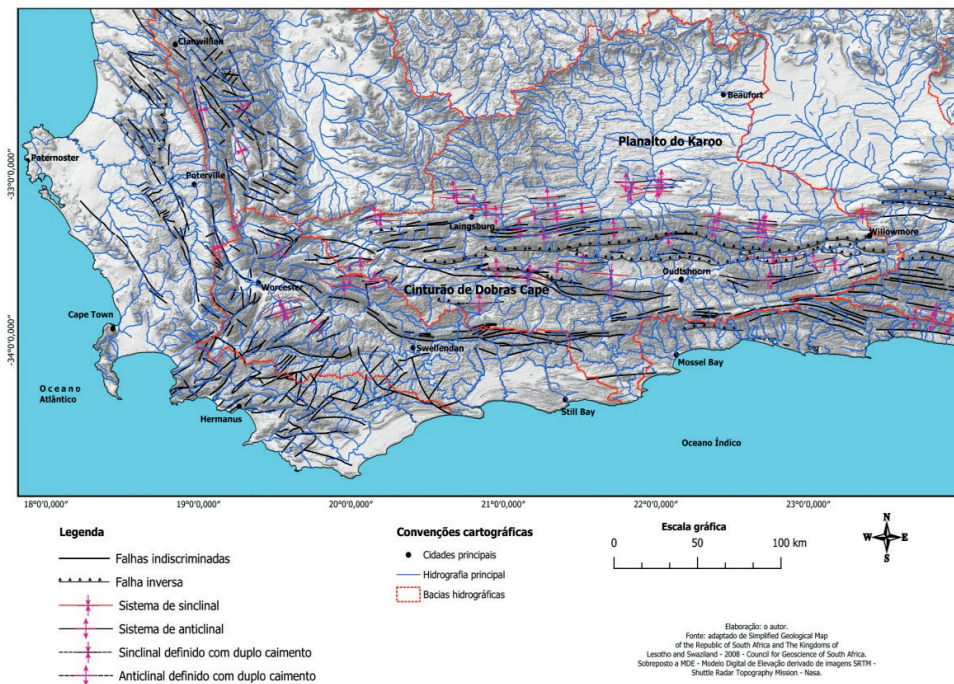 Clanwillian
Beaufort
Planalto do Karoo
Paternoster
Poterville
Laingsburg
Willowmore
Oudtshoorn
Worcester
Cinturão de Dobras Cape
Cape Town
Swellendan
Mossel Bay
Oceano
Atlântico
Hermanus
Still Bay
Oceano Índico
-33°0'0,000"
-34°0'0,000"
18°0'0,000" 19°0'0,000" 20°0'0,000" 21°0'0,000" 22°0'0,000" 23°0'0,000"
Legenda
Falhas indiscriminadas
Falha inversa
Sistema de sinclinal
Sistema de anticlinal
Sinclinal definido com duplo caimento
Anticlinal definido com duplo caimento
Convenções cartográficas
Cidades principais
Hidrografia principal
Bacias hidrográficas
Escala gráfica
0 50 100 km
N
W E
S
Elaboração: o autor.
Fonte: adaptado de Simplified Geological Map
of the Republic of South Africa and The Kingdoms of
Lesotho and Swaziland - 2008 - Council for Geoscience of South Africa.
Sobreposto a MDE - Modelo Digital de Elevação derivado de imagens SRTM -
Shuttle Radar Topography Mission - Nasa.